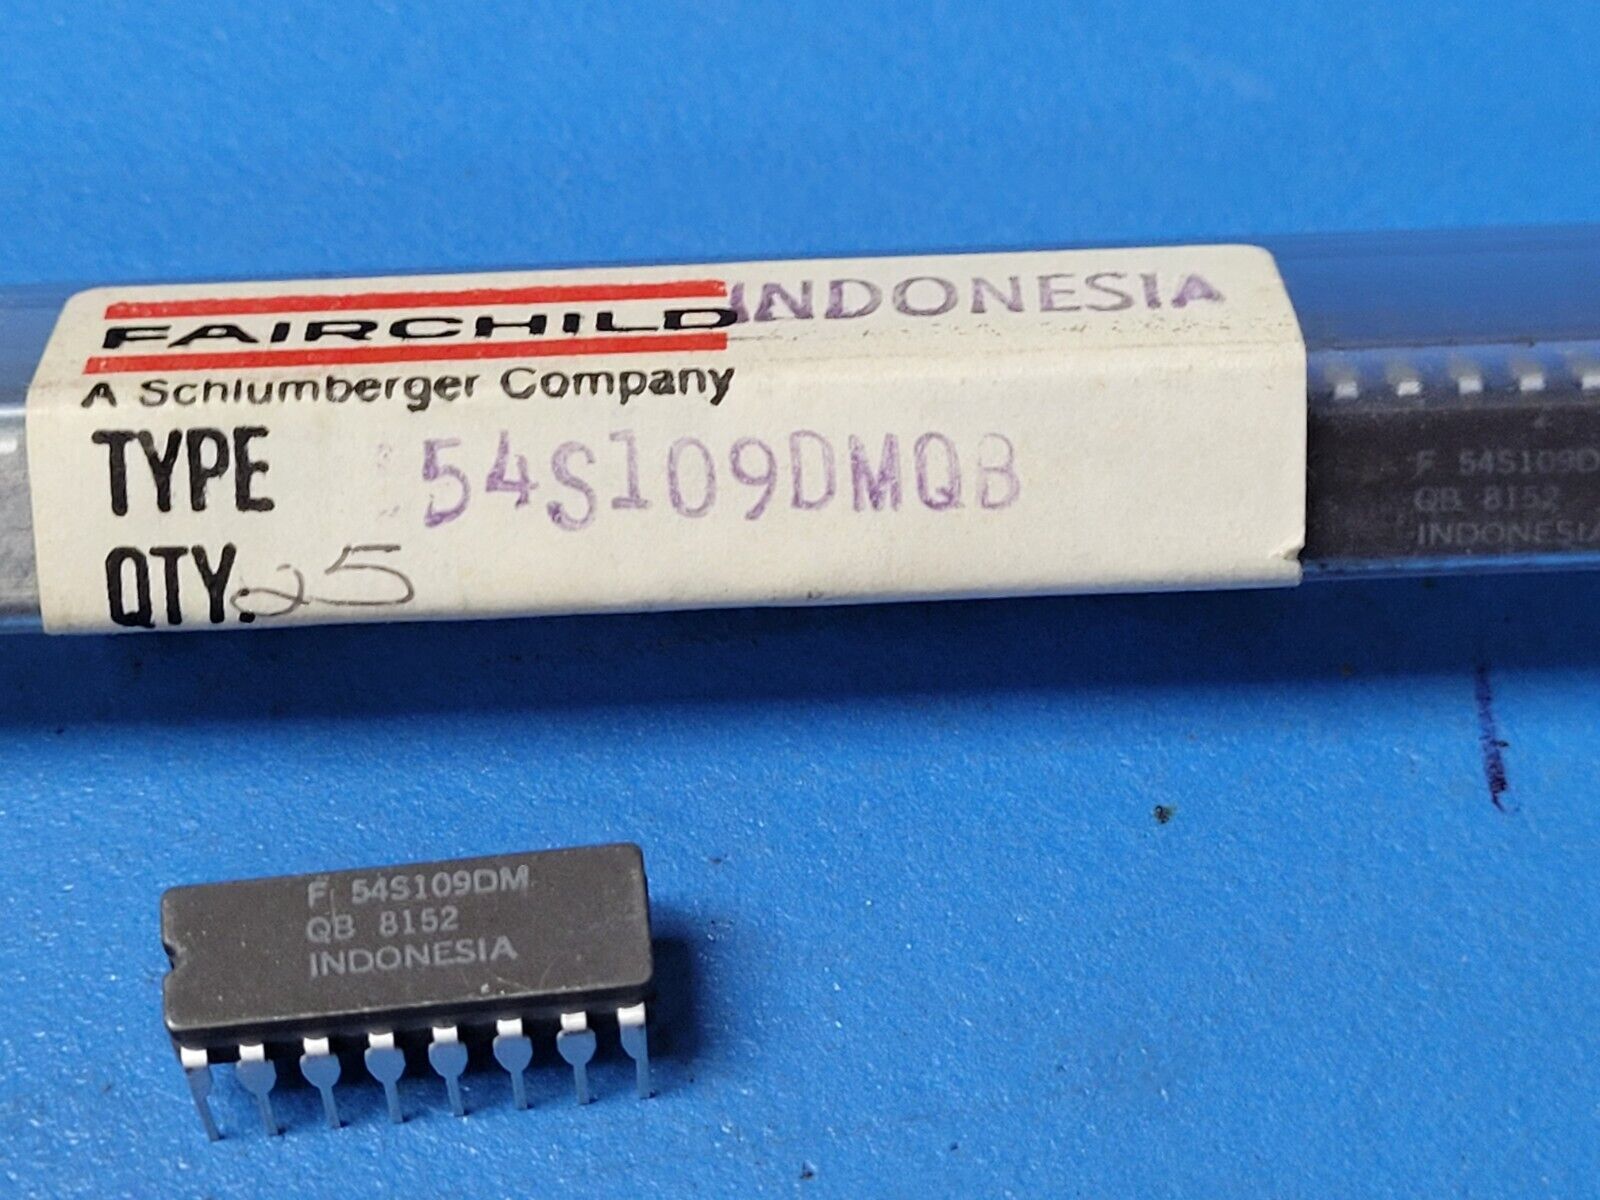 FAIRCHILD INDONESIA
A Schlumberger Company
TYPE 54S109DMQB
QTY. 25
F 54S109D
QB 8152
INDONESIA
F 54S109DM
QB 8152
INDONESIA